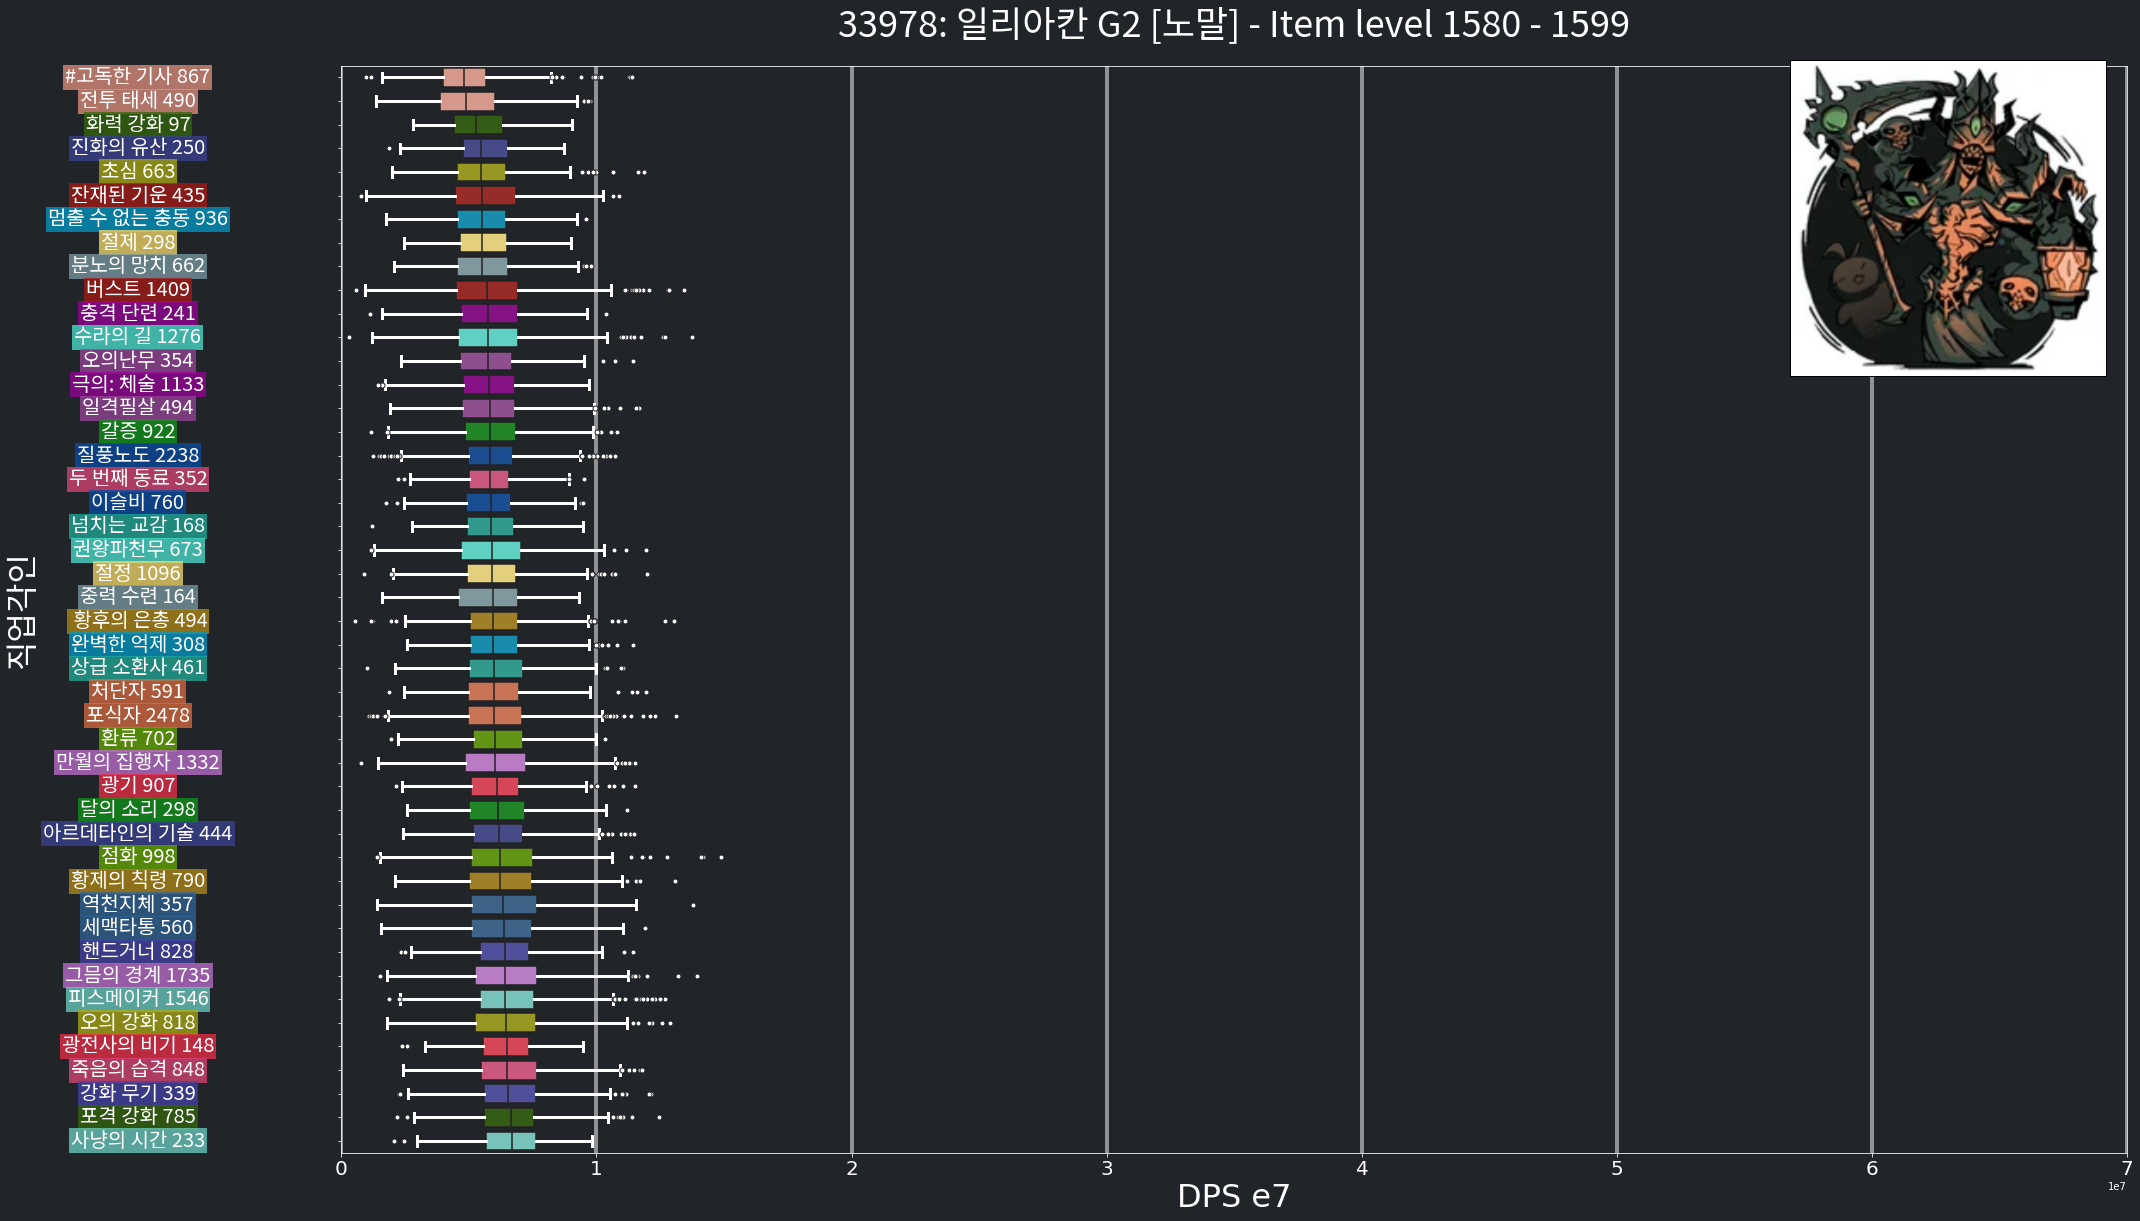 33978: 일리아칸 G2 [노말] - Item level 1580 - 1599
#고독한 기사 867
전투 태세 490
화력 강화 97
진화의 유산 250
초심 663
잔재된 기운 435
멈출 수 없는 충동 936
절제 298
분노의 망치 662
버스트 1409
충격 단련 241
수라의 길 1276
오의난무 354
극의: 체술 1133
일격필살 494
갈증 922
질풍노도 2238
두 번째 동료 352
이슬비 760
넘치는 교감 168
권왕파천무 673
절정 1096
중력 수련 164
황후의 은총 494
완벽한 억제 308
상급 소환사 461
처단자 591
포식자 2478
환류 702
만월의 집행자 1332
광기 907
달의 소리 298
아르데타인의 기술 444
점화 998
황제의 칙령 790
역천지체 357
세맥타통 560
핸드거너 828
그믐의 경계 1735
피스메이커 1546
오의 강화 818
광전사의 비기 148
죽음의 습격 848
강화 무기 339
포격 강화 785
사냥의 시간 233
직업각인
0 1 2 3 4 5 6 7
1e7
DPS e7